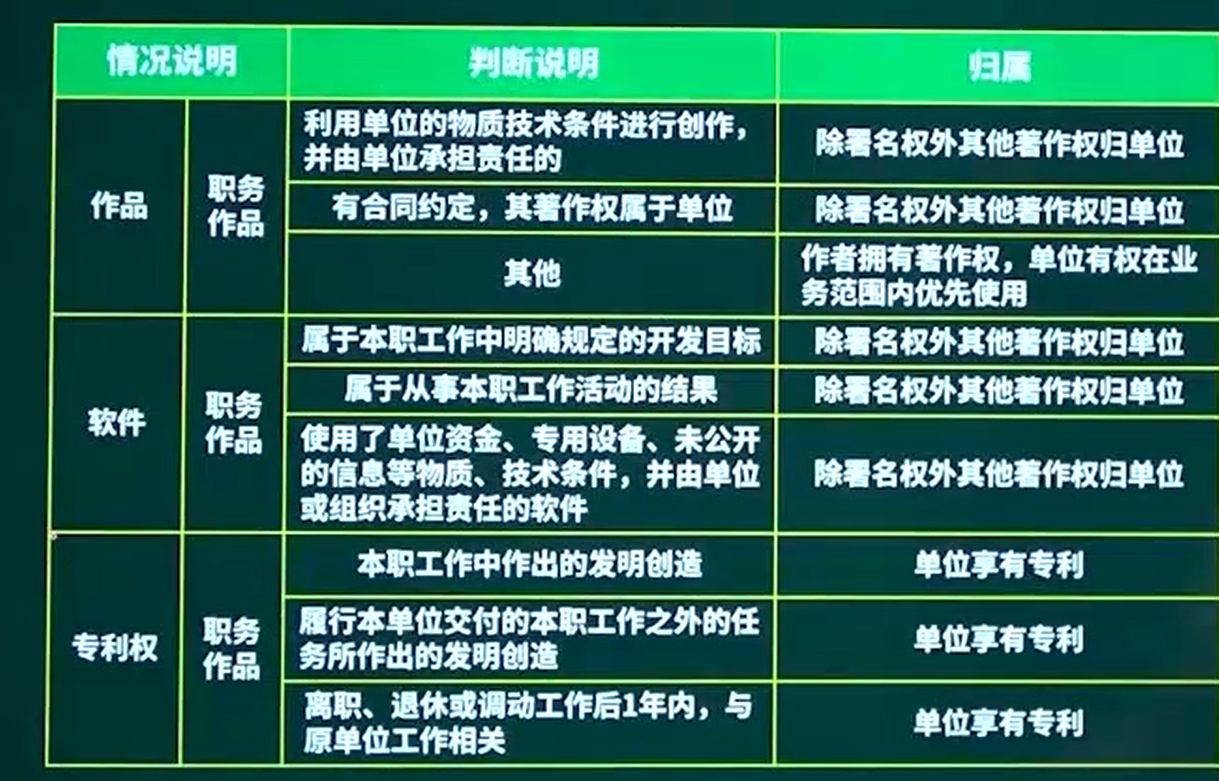 情况说明
判断说明
归属
作品
职务
作品
利用单位的物质技术条件进行创作，
并由单位承担责任的
除署名权外其他著作权归单位
有合同约定，其著作权属于单位
除署名权外其他著作权归单位
其他
作者拥有著作权，单位有权在业
务范围内优先使用
软件
职务
作品
属于本职工作中明确规定的开发目标
除署名权外其他著作权归单位
属于从事本职工作活动的结果
除署名权外其他著作权归单位
使用了单位资金、专用设备、未公开
的信息等物质、技术条件，并由单位
或组织承担责任的软件
除署名权外其他著作权归单位
专利权
职务
作品
本职工作中作出的发明创造
单位享有专利
履行本单位交付的本职工作之外的任
务所作出的发明创造
单位享有专利
离职、退休或调动工作后1年内，与
原单位工作相关
单位享有专利